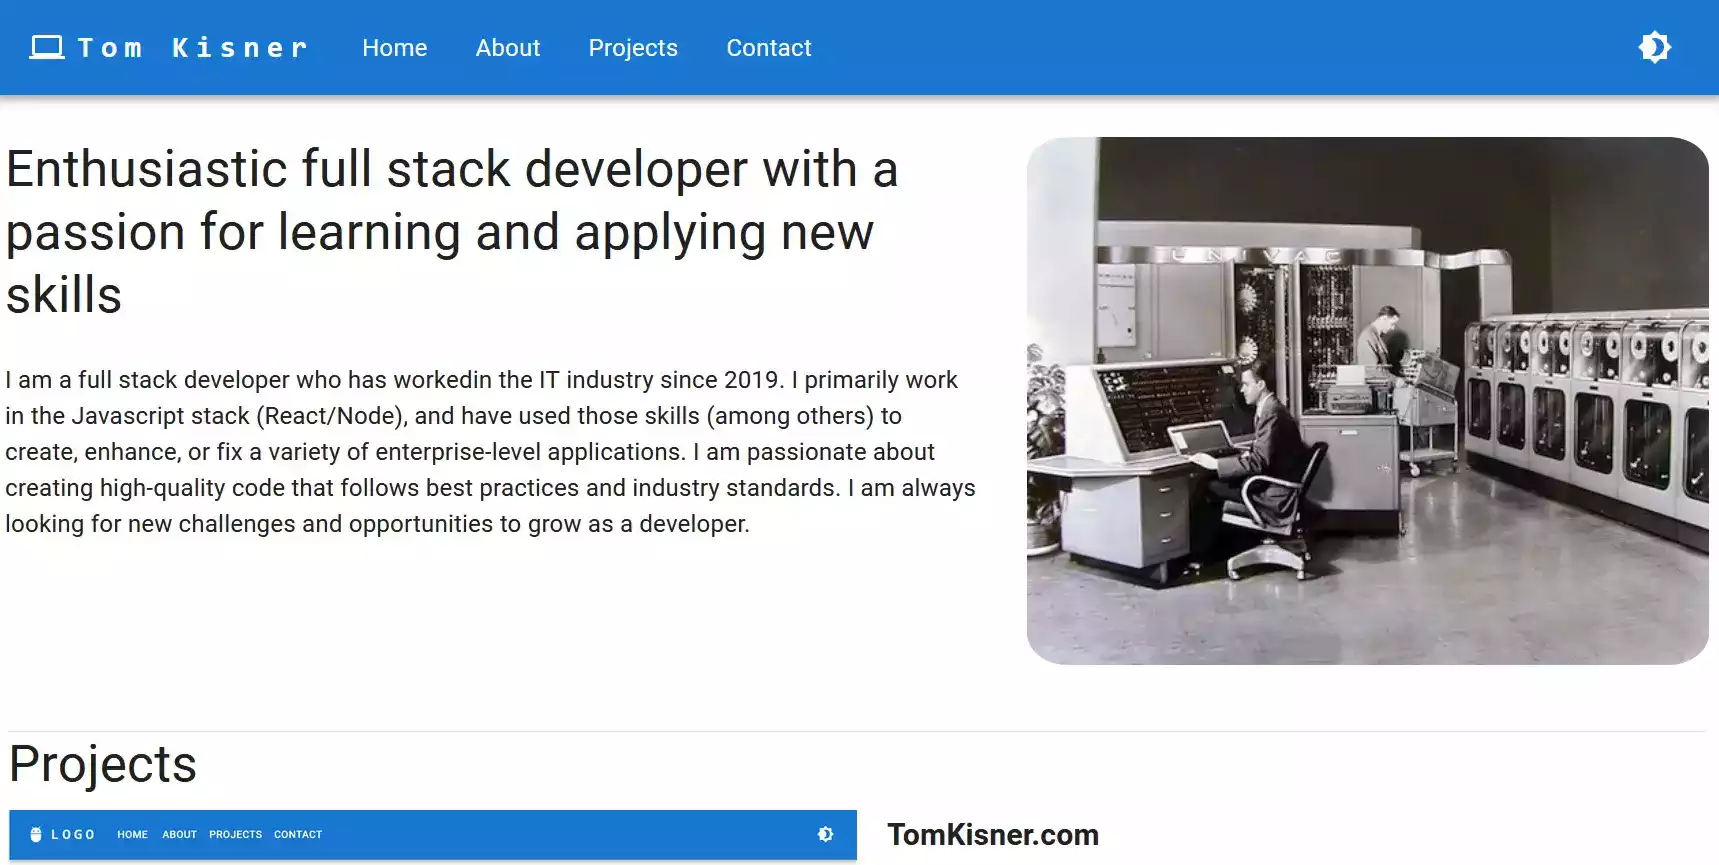 Tom Kisner Home About Projects Contact
Enthusiastic full stack developer with a
passion for learning and applying new
skills
I am a full stack developer who has workedin the IT industry since 2019. I primarily work
in the Javascript stack (React/Node), and have used those skills (among others) to
create, enhance, or fix a variety of enterprise-level applications. I am passionate about
creating high-quality code that follows best practices and industry standards. I am always
looking for new challenges and opportunities to grow as a developer.
UNIVAC
Projects
LOGO HOME ABOUT PROJECTS CONTACT
TomKisner.com